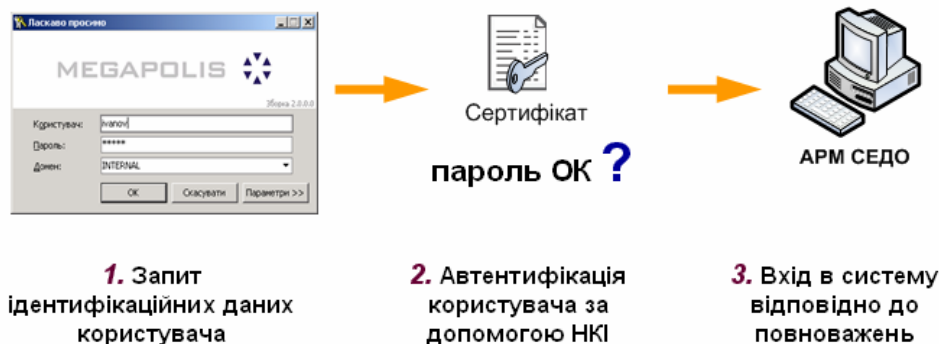 Ласкаво просимо
MEGAPOLIS
Збірка 2.0.0.0
Користувач: ivanov
Пароль: *****
Домен: INTERNAL
OK Скасувати Параметри >>
Сертифікат
пароль ОК ?
АРМ СЕДО
1. Запит
ідентифікаційних даних
користувача
2. Автентифікація
користувача за
допомогою НКІ
3. Вхід в систему
відповідно до
повноважень